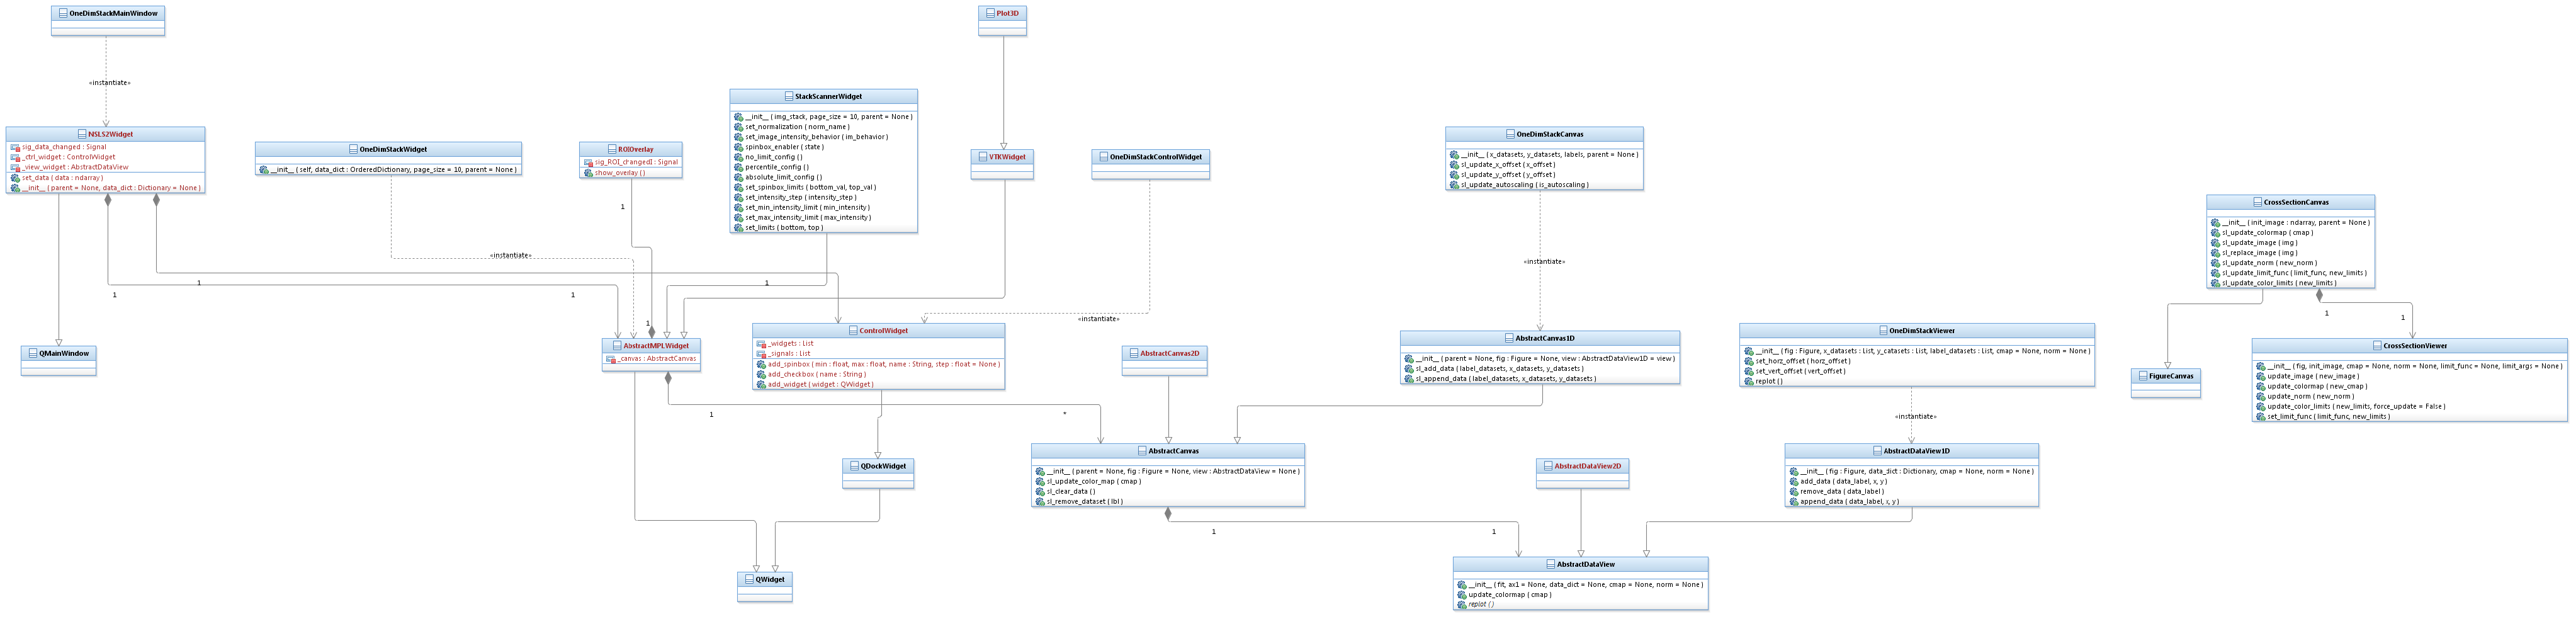 OneDimStackMainWindow
Plot3D
«instantiate»
StackScannerWidget
__init__ ( img_stack, page_size = 10, parent = None )
set_normalization ( norm_name )
set_image_intensity_behavior ( im_behavior )
spinbox_enabler ( state )
no_limit_config ( )
percentile_config ( )
absolute_limit_config ( )
set_spinbox_limits ( bottom_val, top_val )
set_intensity_step ( intensity_step )
set_min_intensity_limit ( min_intensity )
set_max_intensity_limit ( max_intensity )
set_limits ( bottom, top )
NSLS2Widget
sig_data_changed : Signal
_ctrl_widget : ControlWidget
_view_widget : AbstractDataView
set_data ( data : ndarray )
__init__ ( parent = None, data_dict : Dictionary = None )
OneDimStackWidget
__init__ ( self, data_dict : OrderedDictionary, page_size = 10, parent = None )
ROIOverlay
sig_ROI_changedI : Signal
show_overlay ( )
VTKWidget
OneDimStackControlWidget
OneDimStackCanvas
__init__ ( x_datasets, y_datasets, labels, parent = None )
sl_update_x_offset ( x_offset )
sl_update_y_offset ( y_offset )
sl_update_autoscaling ( is_autoscaling )
CrossSectionCanvas
__init__ ( init_image : ndarray, parent = None )
sl_update_colormap ( cmap )
sl_update_image ( img )
sl_replace_image ( img )
sl_update_norm ( new_norm )
sl_update_limit_func ( limit_func, new_limits )
sl_update_color_limits ( new_limits )
1
«instantiate»
«instantiate»
1
1
1
1
1
«instantiate»
1
1
QMainWindow
AbstractMPLWidget
_canvas : AbstractCanvas
ControlWidget
_widgets : List
_signals : List
add_spinbox ( min : float, max : float, name : String, step : float = None )
add_checkbox ( name : String )
add_widget ( widget : QWidget )
AbstractCanvas2D
AbstractCanvas1D
__init__ ( parent = None, fig : Figure = None, view : AbstractDataView1D = view )
sl_add_data ( label_datasets, x_datasets, y_datasets )
sl_append_data ( label_datasets, x_datasets, y_datasets )
OneDimStackViewer
__init__ ( fig : Figure, x_datasets : List, y_catasets : List, label_datasets : List, cmap = None, norm = None )
set_horz_offset ( horz_offset )
set_vert_offset ( vert_offset )
replot ( )
FigureCanvas
CrossSectionViewer
__init__ ( fig, init_image, cmap = None, norm = None, limit_func = None, limit_args = None )
update_image ( new_image )
update_colormap ( new_cmap )
update_norm ( new_norm )
update_color_limits ( new_limits, force_update = False )
set_limit_func ( limit_func, new_limits )
1
*
«instantiate»
QDockWidget
AbstractCanvas
__init__ ( parent = None, fig : Figure = None, view : AbstractDataView = None )
sl_update_color_map ( cmap )
sl_clear_data ( )
sl_remove_dataset ( lbl )
AbstractDataView2D
AbstractDataView1D
__init__ ( fig : Figure, data_dict : Dictionary, cmap = None, norm = None )
add_data ( data_label, x, y )
remove_data ( data_label )
append_data ( data_label, x, y )
1
1
QWidget
AbstractDataView
__init__ ( fit, ax1 = None, data_dict = None, cmap = None, norm = None )
update_colormap ( cmap )
replot ( )